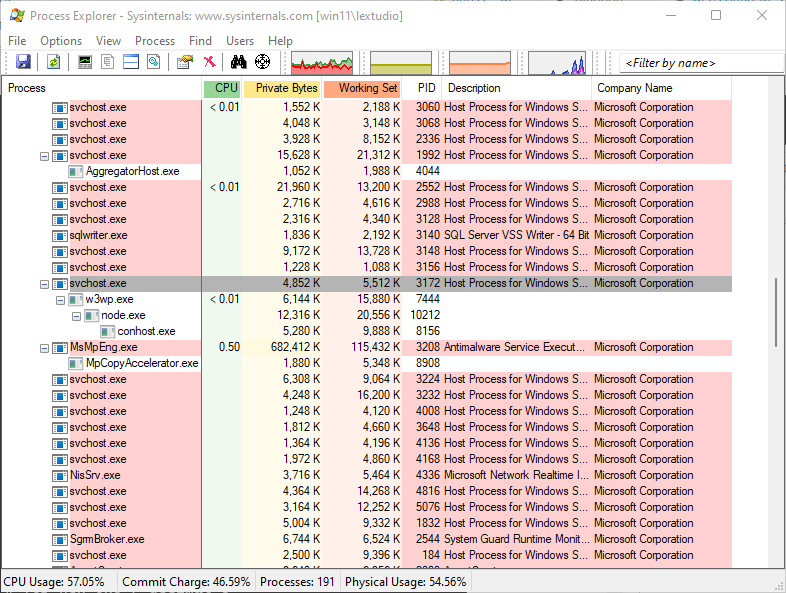 Process Explorer - Sysinternals: www.sysinternals.com [win11\lextudio]
File Options View Process Find Users Help
<Filter by name>
Process CPU Private Bytes Working Set PID Description Company Name
svchost.exe < 0.01 1,552 K 2,188 K 3060 Host Process for Windows S... Microsoft Corporation
svchost.exe 4,048 K 3,148 K 3068 Host Process for Windows S... Microsoft Corporation
svchost.exe 3,928 K 8,152 K 2336 Host Process for Windows S... Microsoft Corporation
svchost.exe 15,628 K 21,312 K 1992 Host Process for Windows S... Microsoft Corporation
AggregatorHost.exe 1,052 K 1,988 K 4044
svchost.exe < 0.01 21,960 K 13,200 K 2552 Host Process for Windows S... Microsoft Corporation
svchost.exe 2,716 K 4,616 K 2988 Host Process for Windows S... Microsoft Corporation
svchost.exe 2,316 K 4,340 K 3128 Host Process for Windows S... Microsoft Corporation
sqlwriter.exe 1,836 K 2,192 K 3140 SQL Server VSS Writer - 64 Bit Microsoft Corporation
svchost.exe 9,172 K 13,728 K 3148 Host Process for Windows S... Microsoft Corporation
svchost.exe 1,228 K 1,088 K 3156 Host Process for Windows S... Microsoft Corporation
svchost.exe 4,852 K 5,512 K 3172 Host Process for Windows S... Microsoft Corporation
w3wp.exe < 0.01 6,144 K 15,880 K 7444
node.exe 12,316 K 20,556 K 10212
conhost.exe 5,280 K 9,888 K 8156
MsMpEng.exe 0.50 682,412 K 115,432 K 3208 Antimalware Service Execut... Microsoft Corporation
MpCopyAccelerator.exe 1,880 K 5,348 K 8908
svchost.exe 6,308 K 9,064 K 3224 Host Process for Windows S... Microsoft Corporation
svchost.exe 4,248 K 16,200 K 3232 Host Process for Windows S... Microsoft Corporation
svchost.exe 1,248 K 4,120 K 4008 Host Process for Windows S... Microsoft Corporation
svchost.exe 1,812 K 4,660 K 3648 Host Process for Windows S... Microsoft Corporation
svchost.exe 1,364 K 4,196 K 4136 Host Process for Windows S... Microsoft Corporation
svchost.exe 1,972 K 4,860 K 4168 Host Process for Windows S... Microsoft Corporation
NisSrv.exe 3,716 K 5,464 K 4336 Microsoft Network Realtime I... Microsoft Corporation
svchost.exe 4,364 K 14,268 K 4816 Host Process for Windows S... Microsoft Corporation
svchost.exe 3,164 K 12,252 K 5076 Host Process for Windows S... Microsoft Corporation
svchost.exe 5,004 K 9,332 K 1832 Host Process for Windows S... Microsoft Corporation
SgrmBroker.exe 6,744 K 6,524 K 2544 System Guard Runtime Monit... Microsoft Corporation
svchost.exe 2,500 K 9,396 K 184 Host Process for Windows S... Microsoft Corporation
CPU Usage: 57.05% Commit Charge: 46.59% Processes: 191 Physical Usage: 54.56%